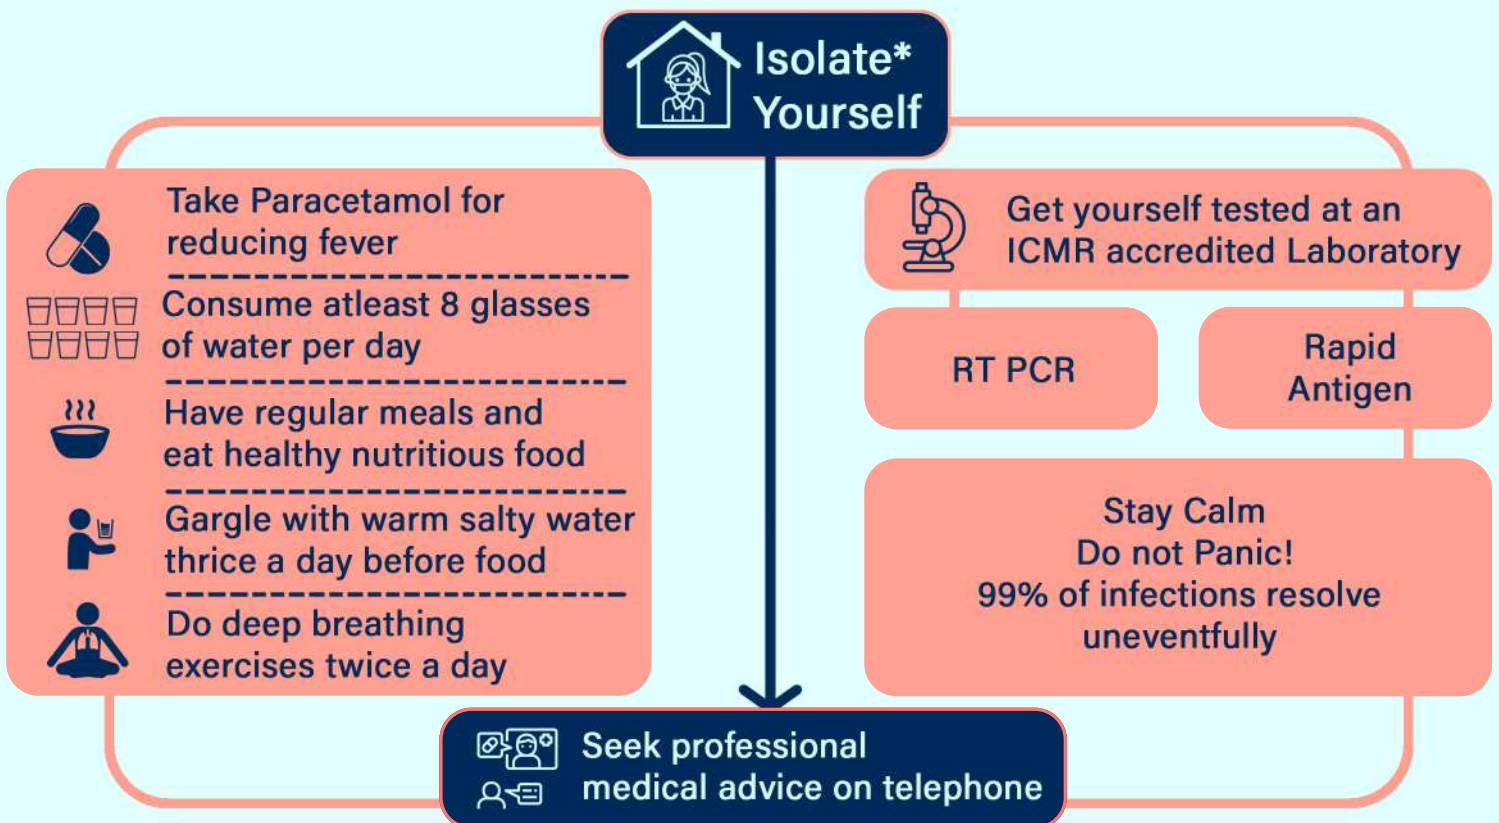 Isolate*
Yourself
Take Paracetamol for
reducing fever
Consume atleast 8 glasses
of water per day
Have regular meals and
eat healthy nutritious food
Gargle with warm salty water
thrice a day before food
Do deep breathing
exercises twice a day
Get yourself tested at an
ICMR accredited Laboratory
RT PCR
Rapid
Antigen
Stay Calm
Do not Panic!
99% of infections resolve
uneventfully
Seek professional
medical advice on telephone